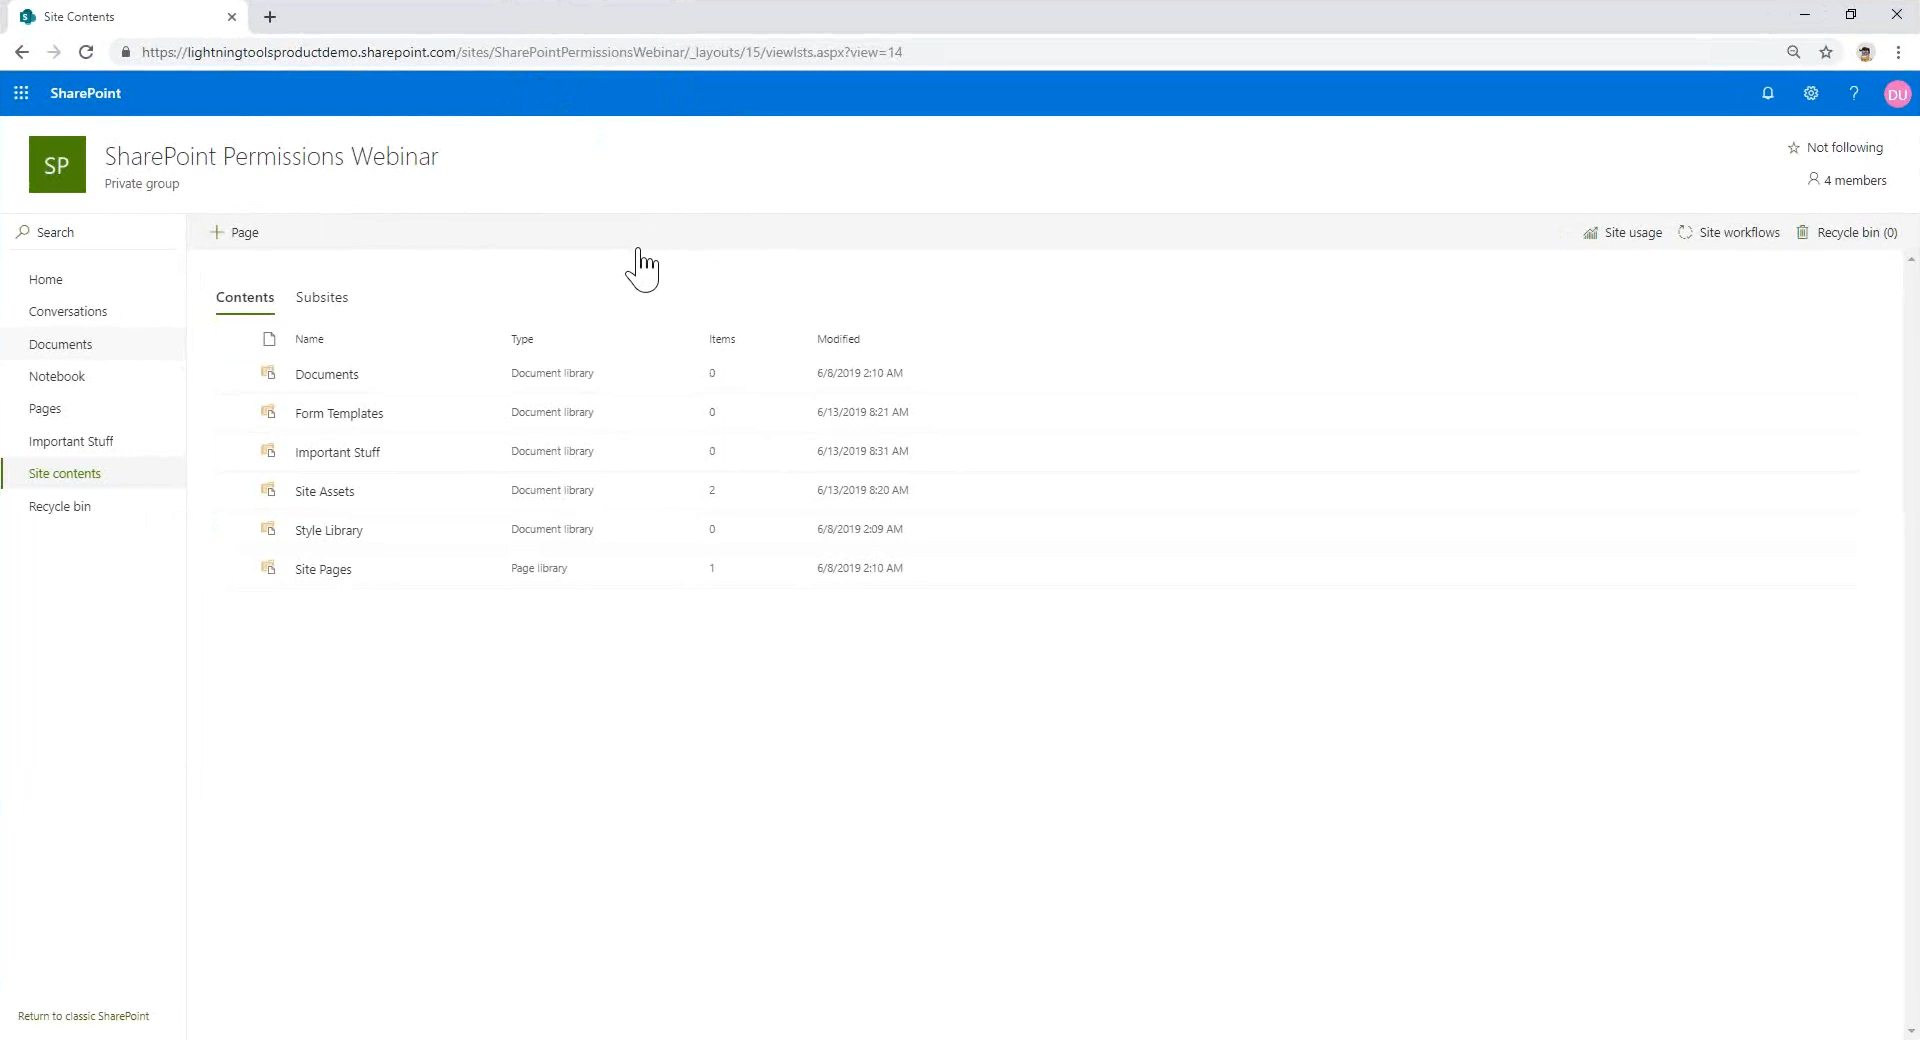 Site Contents
https://lightningtoolsproductdemo.sharepoint.com/sites/SharePointPermissionsWebinar/_layouts/15/viewlsts.aspx?view=14
SharePoint
?
DU
SP
SharePoint Permissions Webinar
Private group
Not following
4 members
Search
Page
Site usage
Site workflows
Recycle bin (0)
Home
Conversations
Documents
Notebook
Pages
Important Stuff
Site contents
Recycle bin
Return to classic SharePoint
Contents Subsites
Name Type Items Modified
Documents Document library 0 6/8/2019 2:10 AM
Form Templates Document library 0 6/13/2019 8:21 AM
Important Stuff Document library 0 6/13/2019 8:31 AM
Site Assets Document library 2 6/13/2019 8:20 AM
Style Library Document library 0 6/8/2019 2:09 AM
Site Pages Page library 1 6/8/2019 2:10 AM